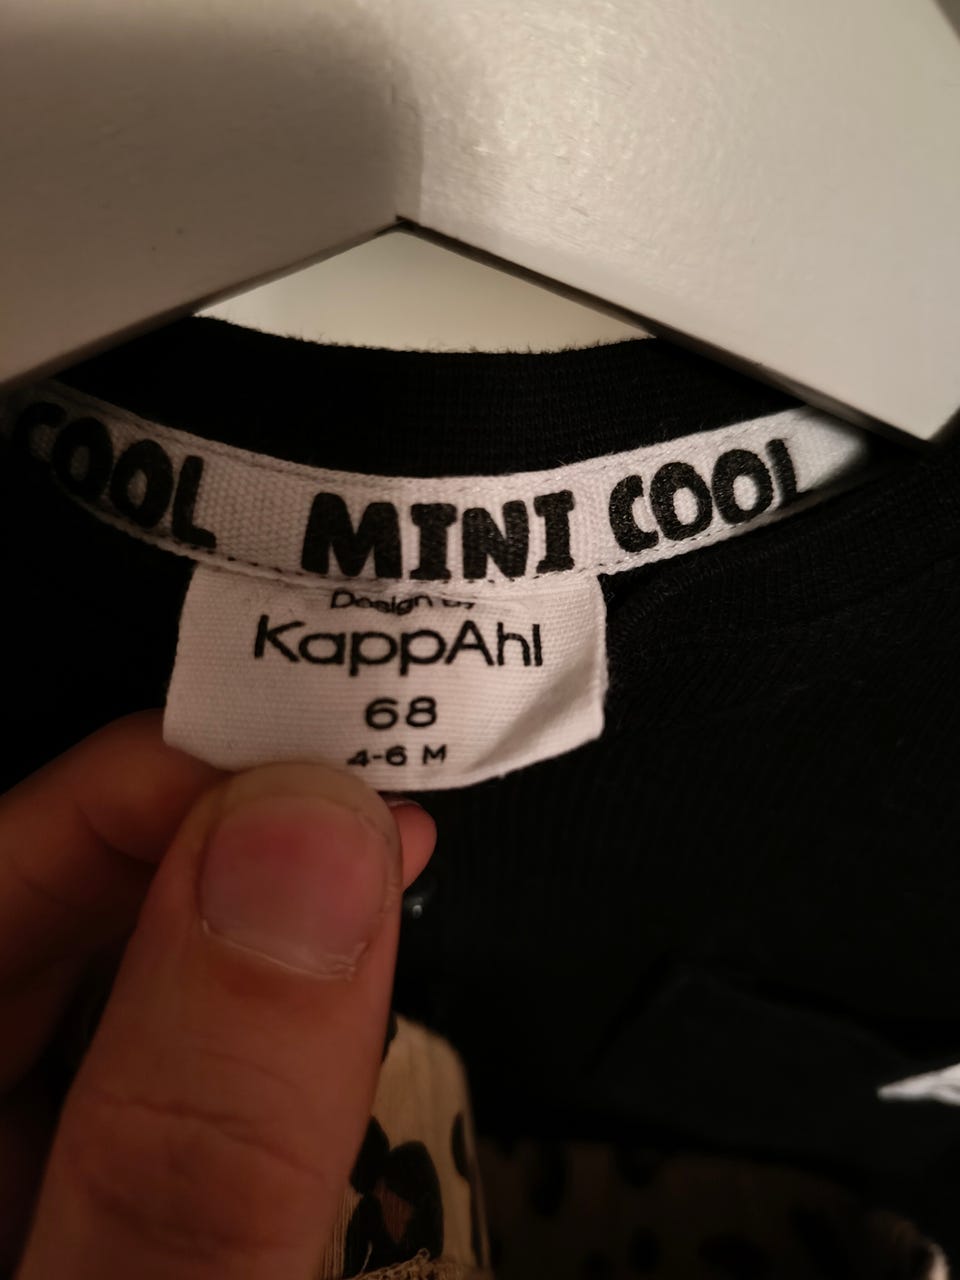 COOL MINI COOL
Design by
KappAhl
68
4-6 M